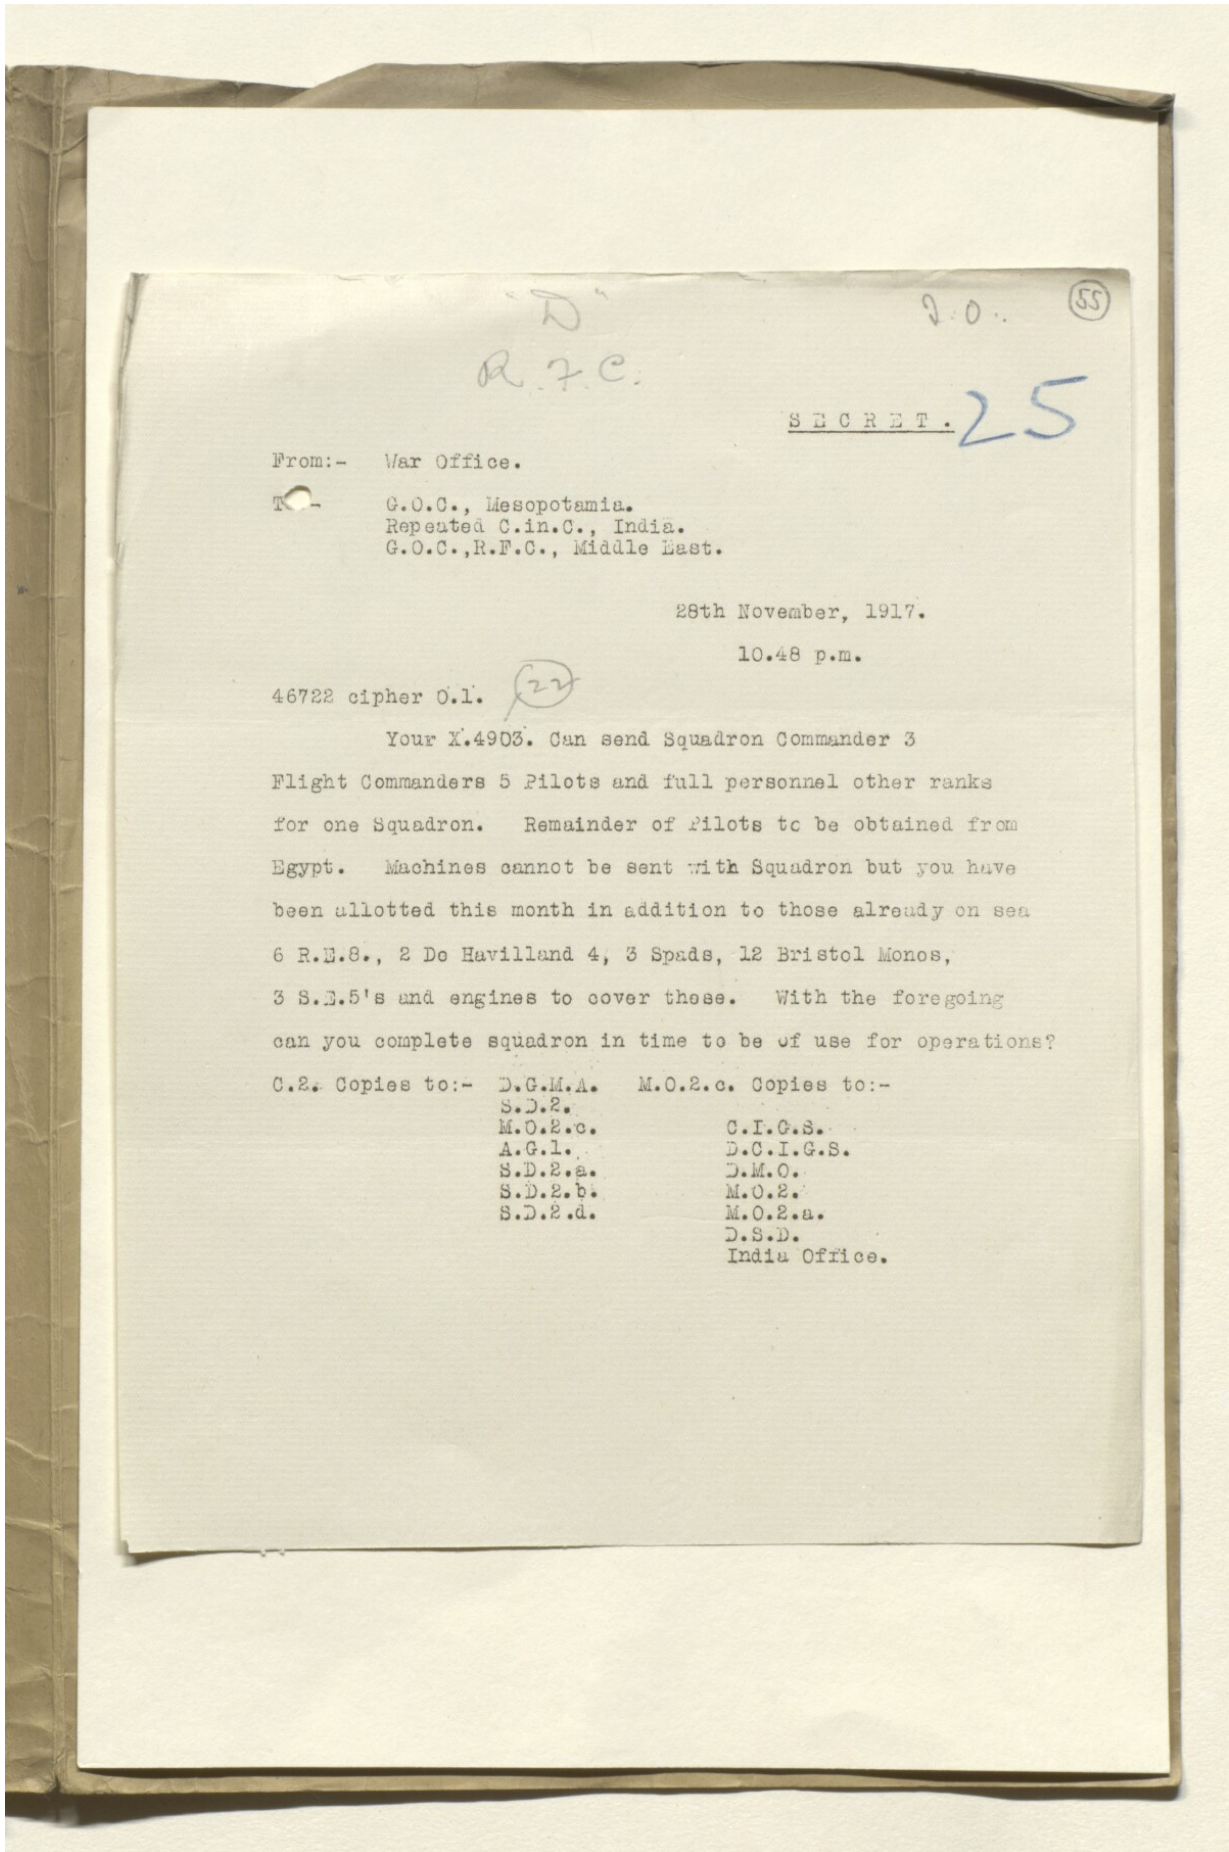 "D"
55
R.F.C.
SECRET. 25
From:- War Office.
T -
G.O.C., Mesopotamia.
Repeated C.in.C., India.
G.O.C.,R.F.C., Middle East.
28th November, 1917.
10.48 p.m.
22
46722 cipher O.1.
Your X.4903. Can send Squadron Commander 3
Flight Commanders 5 Pilots and full personnel other ranks
for one Squadron. Remainder of Pilots to be obtained from
Egypt. Machines cannot be sent with Squadron but you have
been allotted this month in addition to those already on sea
6 R.E.8., 2 De Havilland 4, 3 Spads, 12 Bristol Monos,
3 S.E.5's and engines to cover these. With the foregoing
can you complete squadron in time to be of use for operations?
C.2. Copies to:- D.G.M.A. M.O.2.c. Copies to:-
S.D.2.
M.O.2.c. C.I.G.S.
A.G.1. D.C.I.G.S.
S.D.2.a. D.M.O.
S.D.2.b. M.O.2.
S.D.2.d. M.O.2.a.
D.S.D.
India Office.